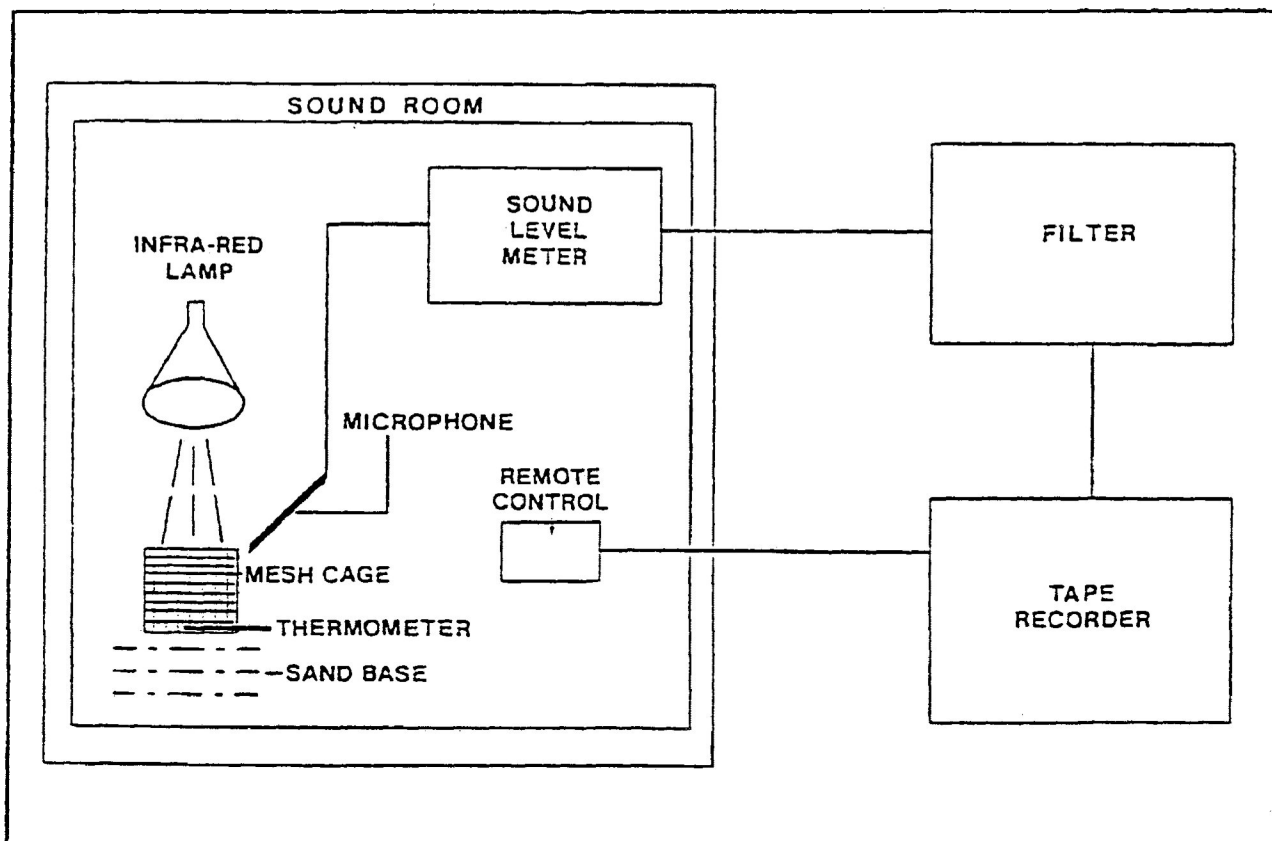 SOUND ROOM
SOUND
LEVEL
METER
FILTER
INFRA-RED
LAMP
MICROPHONE
REMOTE
CONTROL
MESH CAGE
THERMOMETER
SAND BASE
TAPE
RECORDER